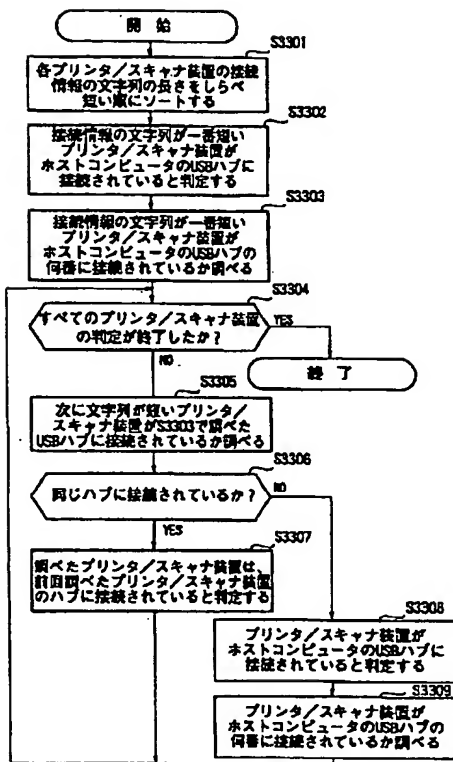 開始
S3301
各プリンタ／スキャナ装置の接続
情報の文字列の長さをしらべ
短い順にソートする
S3302
接続情報の文字列が一番短い
プリンタ／スキャナ装置が
ホストコンピュータのUSBハブに
接続されていると判定する
S3303
接続情報の文字列が一番短い
プリンタ／スキャナ装置が
ホストコンピュータのUSBハブの
何番に接続されているか調べる
S3304
すべてのプリンタ／スキャナ装置
の判定が終了したか？
YES
NO
終了
S3305
次に文字列が短いプリンタ／
スキャナ装置がS3303で調べた
USBハブに接続されているか調べる
S3306
同じハブに接続されているか？
NO
YES
S3307
調べたプリンタ／スキャナ装置は、
前回調べたプリンタ／スキャナ装置
のハブに接続されていると判定する
S3308
プリンタ／スキャナ装置が
ホストコンピュータのUSBハブに
接続されていると判定する
S3309
プリンタ／スキャナ装置が
ホストコンピュータのUSBハブの
何番に接続されているか調べる